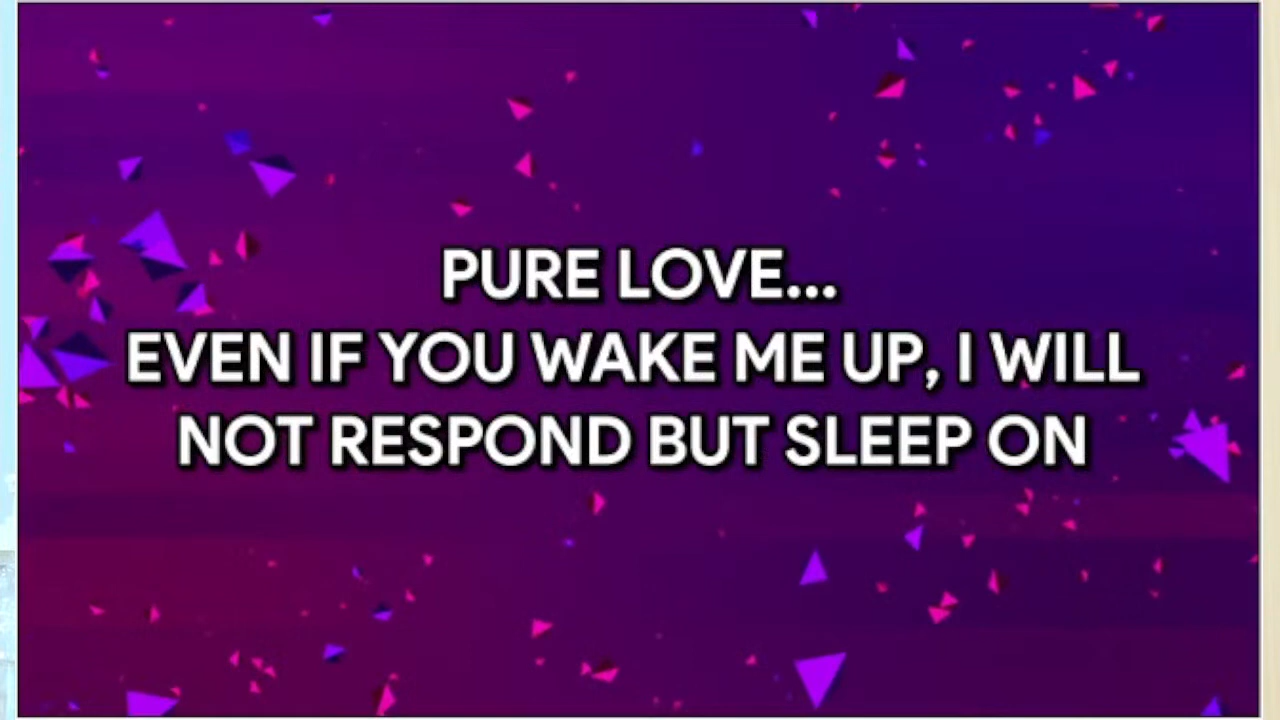 PURE LOVE...
EVEN IF YOU WAKE ME UP, I WILL
NOT RESPOND BUT SLEEP ON